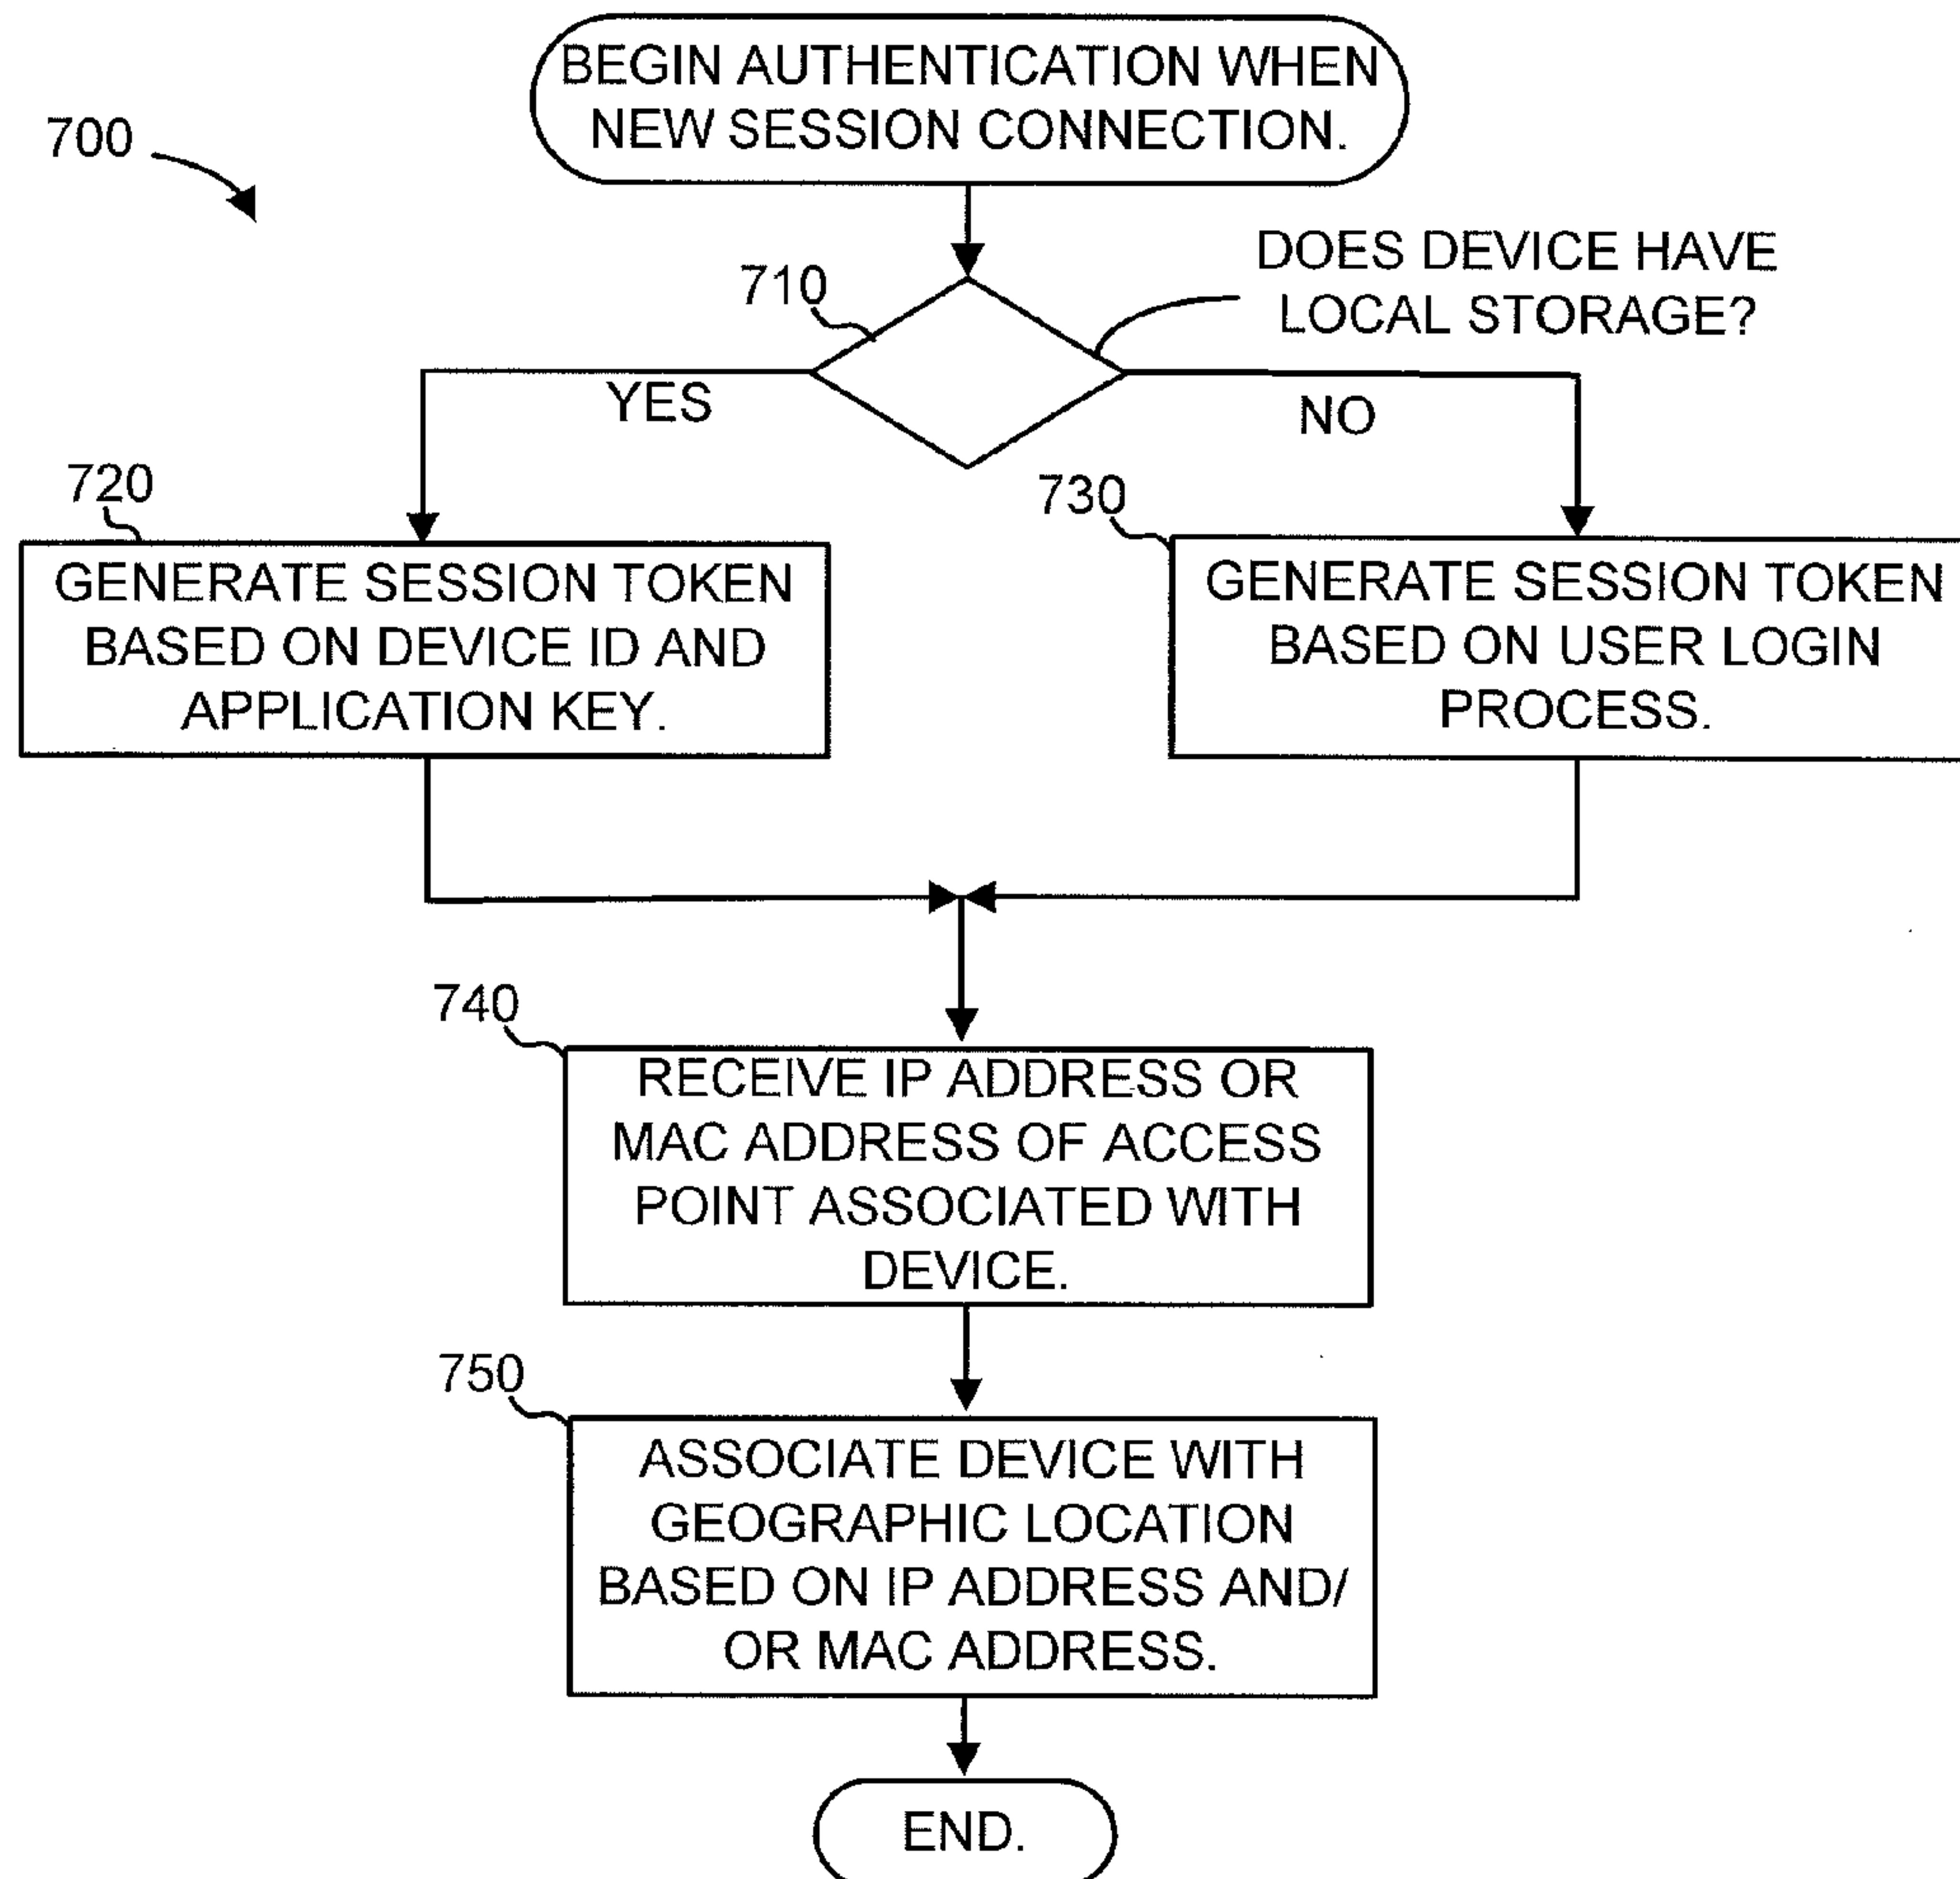 BEGIN AUTHENTICATION WHEN
NEW SESSION CONNECTION.
700
DOES DEVICE HAVE
LOCAL STORAGE?
710
YES
NO
720
730
GENERATE SESSION TOKEN
BASED ON DEVICE ID AND
APPLICATION KEY.
GENERATE SESSION TOKEN
BASED ON USER LOGIN
PROCESS.
740
RECEIVE IP ADDRESS OR
MAC ADDRESS OF ACCESS
POINT ASSOCIATED WITH
DEVICE.
750
ASSOCIATE DEVICE WITH
GEOGRAPHIC LOCATION
BASED ON IP ADDRESS AND/
OR MAC ADDRESS.
END.